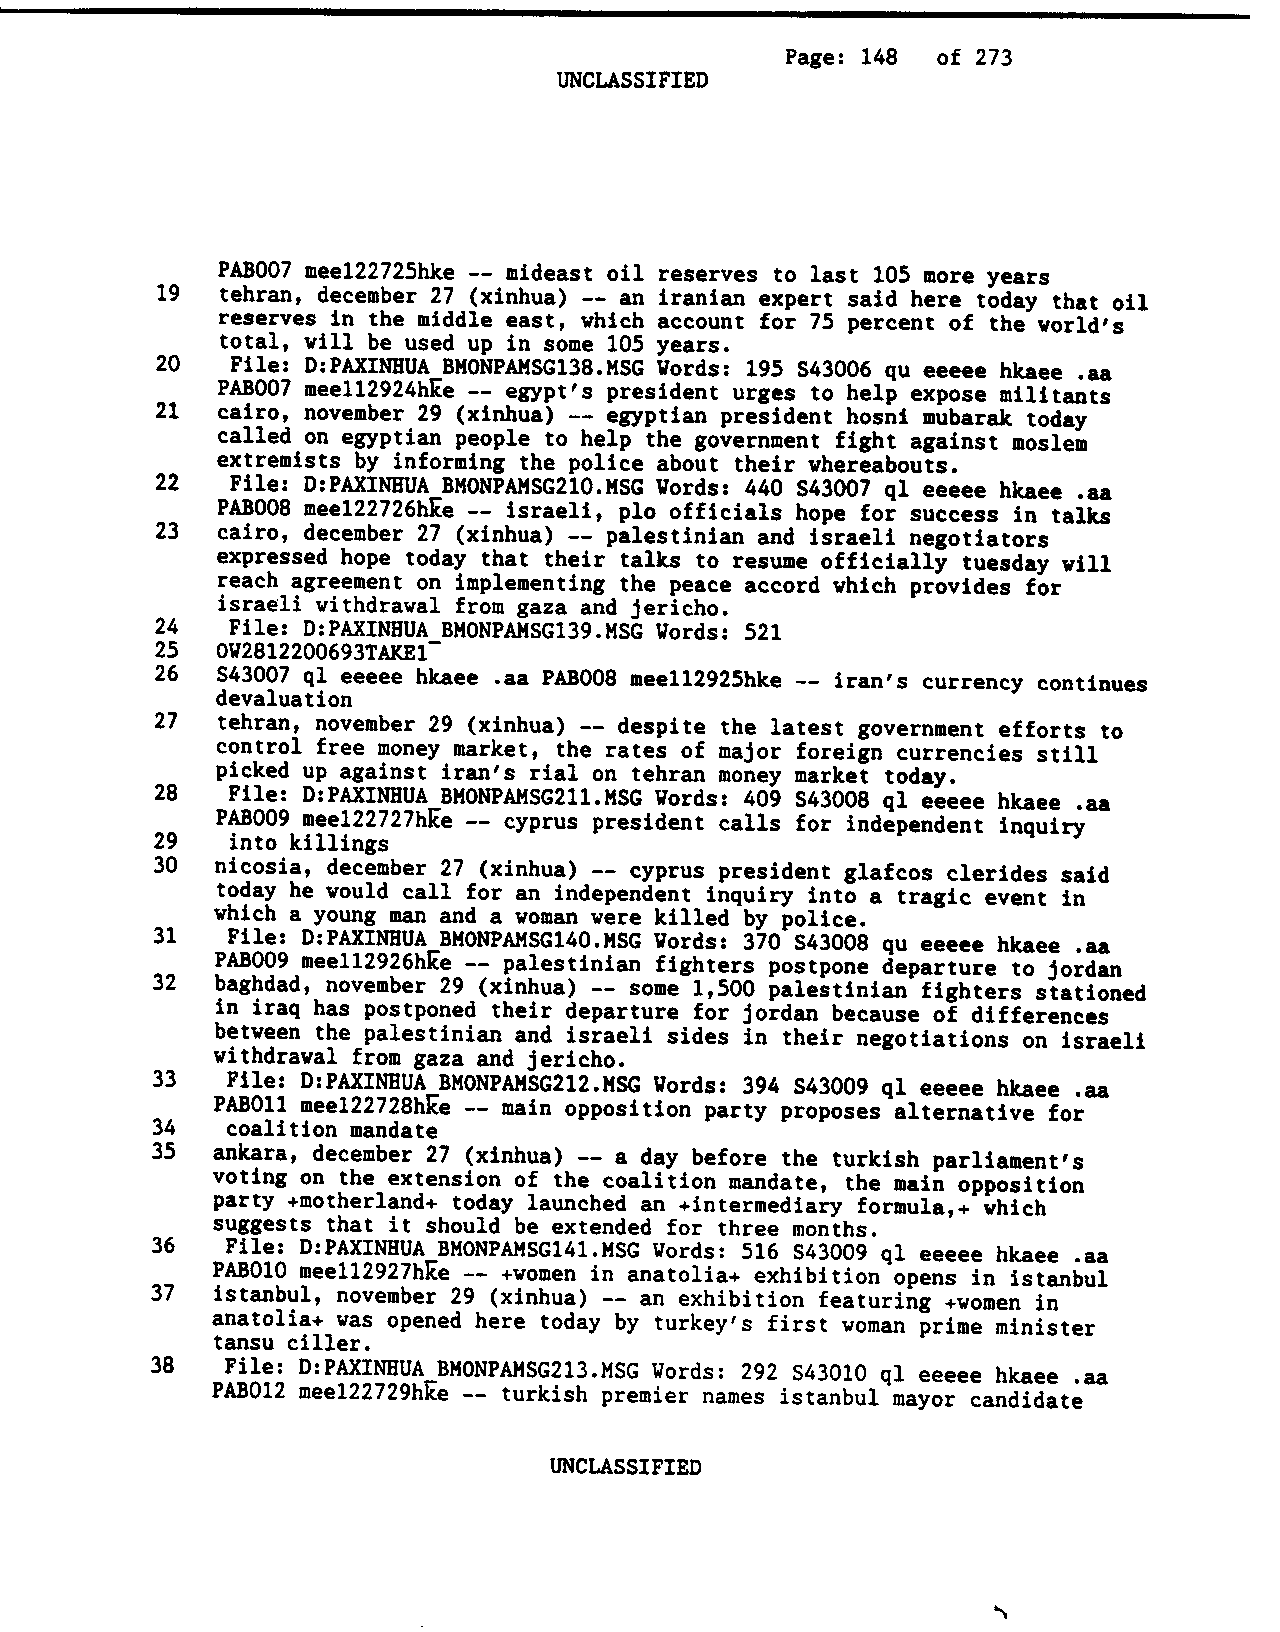 Page: 148 of 273
UNCLASSIFIED
PAB007 mee122725hke -- mideast oil reserves to last 105 more years
19 tehran, december 27 (xinhua) -- an iranian expert said here today that oil
reserves in the middle east, which account for 75 percent of the world's
total, will be used up in some 105 years.
20 File: D:PAXINHUA_BMONPAMSG138.MSG Words: 195 S43006 qu eeeee hkaee .aa
PAB007 mee112924hke -- egypt's president urges to help expose militants
21 cairo, november 29 (xinhua) -- egyptian president hosni mubarak today
called on egyptian people to help the government fight against moslem
extremists by informing the police about their whereabouts.
22 File: D:PAXINHUA_BMONPAMSG210.MSG Words: 440 S43007 ql eeeee hkaee .aa
PAB008 mee122726hke -- israeli, plo officials hope for success in talks
23 cairo, december 27 (xinhua) -- palestinian and israeli negotiators
expressed hope today that their talks to resume officially tuesday will
reach agreement on implementing the peace accord which provides for
israeli withdrawal from gaza and jericho.
24 File: D:PAXINHUA_BMONPAMSG139.MSG Words: 521
25 OW2812200693TAKE1
26 S43007 ql eeeee hkaee .aa PAB008 mee112925hke -- iran's currency continues
devaluation
27 tehran, november 29 (xinhua) -- despite the latest government efforts to
control free money market, the rates of major foreign currencies still
picked up against iran's rial on tehran money market today.
28 File: D:PAXINHUA_BMONPAMSG211.MSG Words: 409 S43008 ql eeeee hkaee .aa
PAB009 mee122727hke -- cyprus president calls for independent inquiry
29 into killings
30 nicosia, december 27 (xinhua) -- cyprus president glafcos clerides said
today he would call for an independent inquiry into a tragic event in
which a young man and a woman were killed by police.
31 File: D:PAXINHUA_BMONPAMSG140.MSG Words: 370 S43008 qu eeeee hkaee .aa
PAB009 mee112926hke -- palestinian fighters postpone departure to jordan
32 baghdad, november 29 (xinhua) -- some 1,500 palestinian fighters stationed
in iraq has postponed their departure for jordan because of differences
between the palestinian and israeli sides in their negotiations on israeli
withdrawal from gaza and jericho.
33 File: D:PAXINHUA_BMONPAMSG212.MSG Words: 394 S43009 ql eeeee hkaee .aa
PAB011 mee122728hke -- main opposition party proposes alternative for
34 coalition mandate
35 ankara, december 27 (xinhua) -- a day before the turkish parliament's
voting on the extension of the coalition mandate, the main opposition
party +motherland+ today launched an +intermediary formula,+ which
suggests that it should be extended for three months.
36 File: D:PAXINHUA_BMONPAMSG141.MSG Words: 516 S43009 ql eeeee hkaee .aa
PAB010 mee112927hke -- +women in anatolia+ exhibition opens in istanbul
37 istanbul, november 29 (xinhua) -- an exhibition featuring +women in
anatolia+ was opened here today by turkey's first woman prime minister
tansu ciller.
38 File: D:PAXINHUA_BMONPAMSG213.MSG Words: 292 S43010 ql eeeee hkaee .aa
PAB012 mee122729hke -- turkish premier names istanbul mayor candidate
UNCLASSIFIED